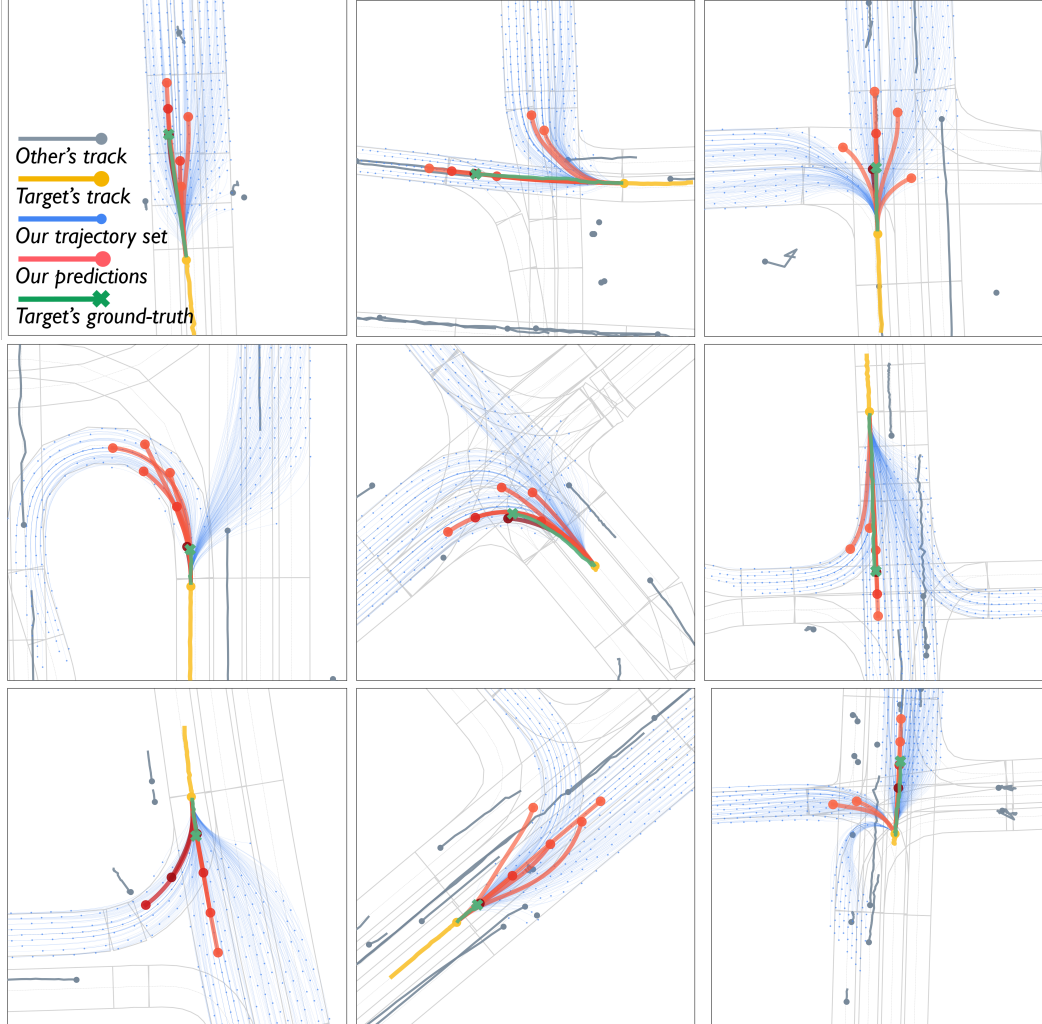 Other's track
Target's track
Our trajectory set
Our predictions
Target's ground-truth